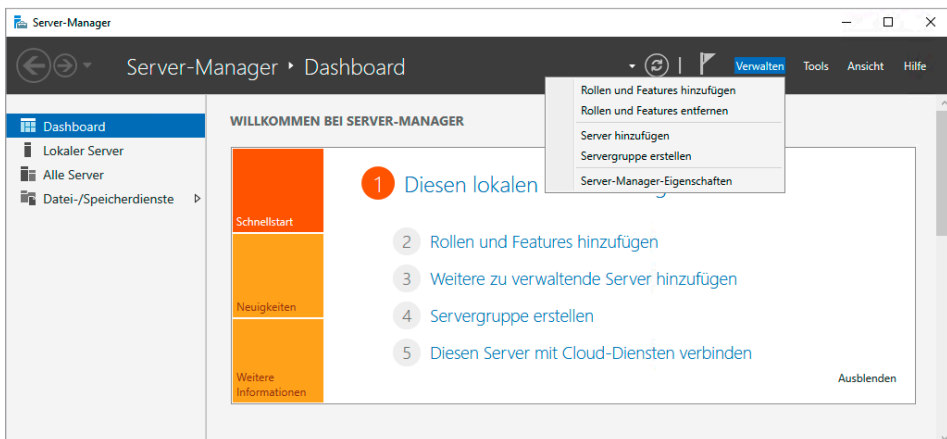 Server-Manager
Server-Manager ‣ Dashboard
Verwalten Tools Ansicht Hilfe
Rollen und Features hinzufügen
Rollen und Features entfernen
Server hinzufügen
Servergruppe erstellen
Server-Manager-Eigenschaften
Dashboard
Lokaler Server
Alle Server
Datei-/Speicherdienste
WILLKOMMEN BEI SERVER-MANAGER
Schnellstart
Neuigkeiten
Weitere
Informationen
1 Diesen lokalen
2 Rollen und Features hinzufügen
3 Weitere zu verwaltende Server hinzufügen
4 Servergruppe erstellen
5 Diesen Server mit Cloud-Diensten verbinden
Ausblenden